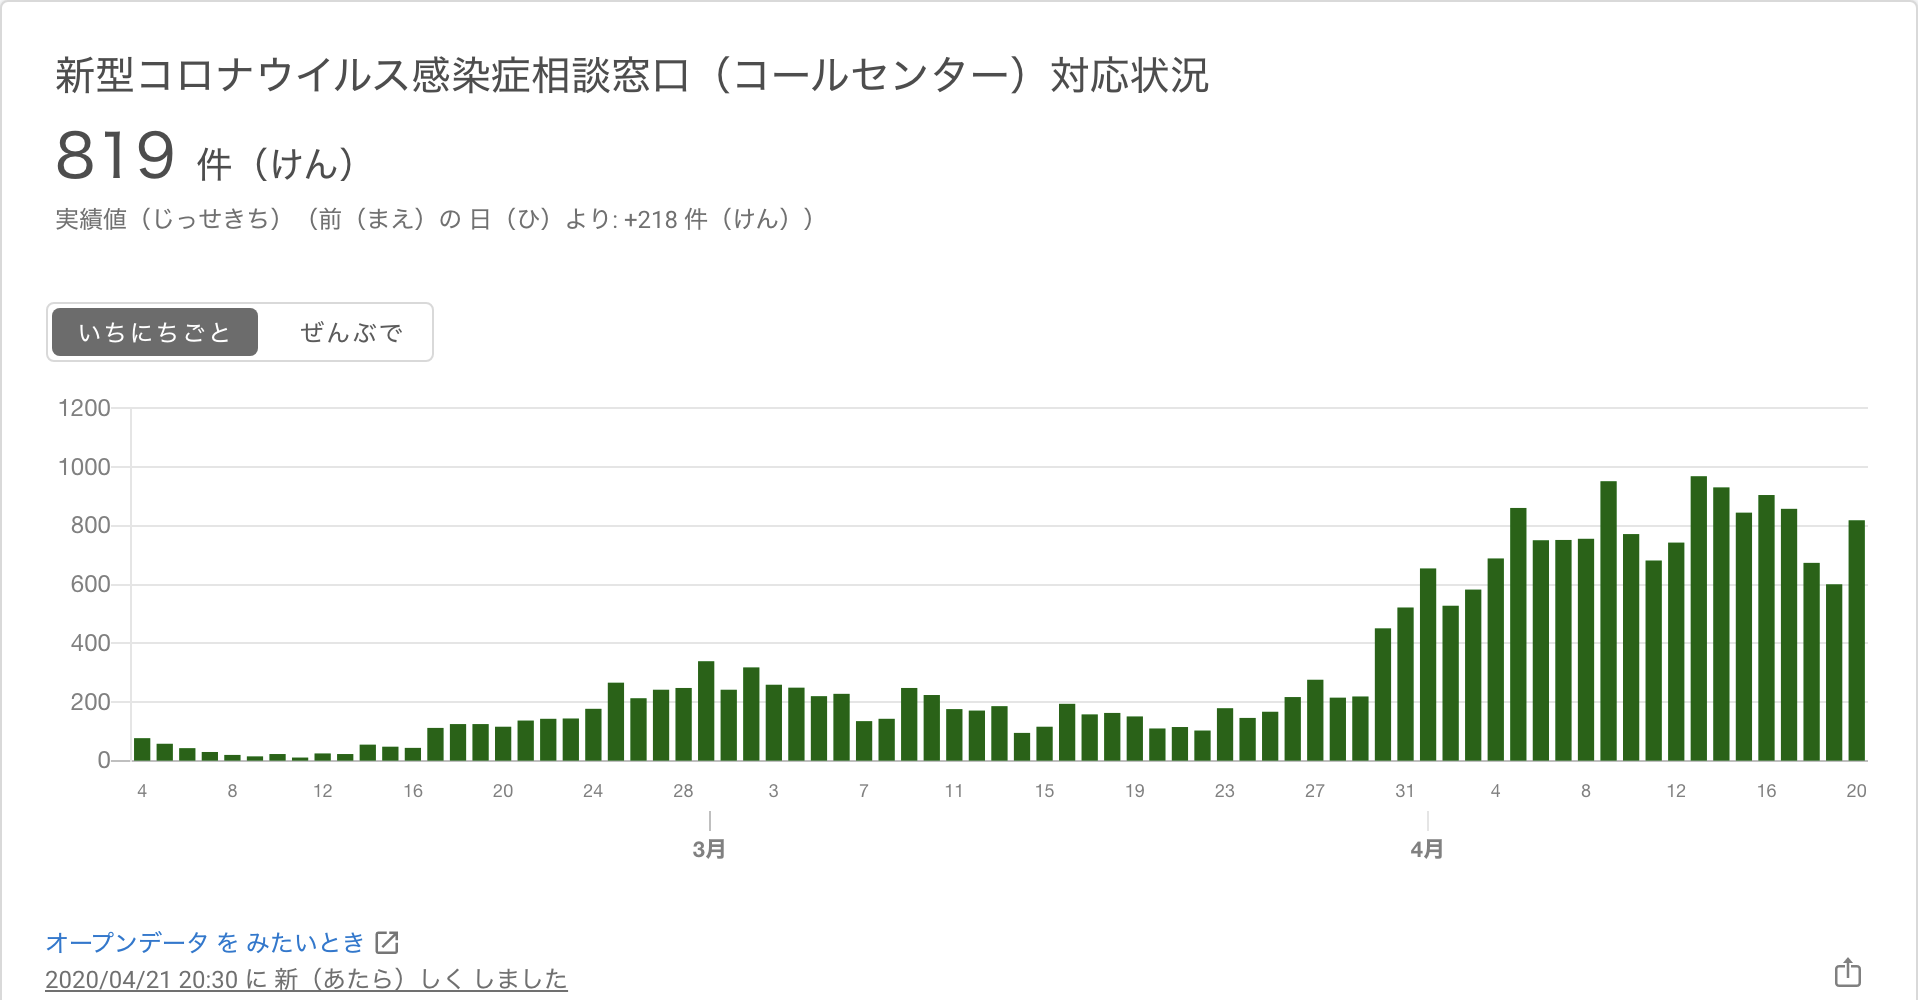 新型コロナウイルス感染症相談窓口（コールセンター）対応状況
819 件（けん）
実績値（じっせきち）（前（まえ）の 日（ひ）より: +218 件（けん））
いちにちごと ぜんぶで
1200
1000
800
600
400
200
0
4 8 12 16 20 24 28 3 7 11 15 19 23 27 31 4 8 12 16 20
3月 4月
オープンデータ を みたいとき
2020/04/21 20:30 に 新（あたら）しく しました